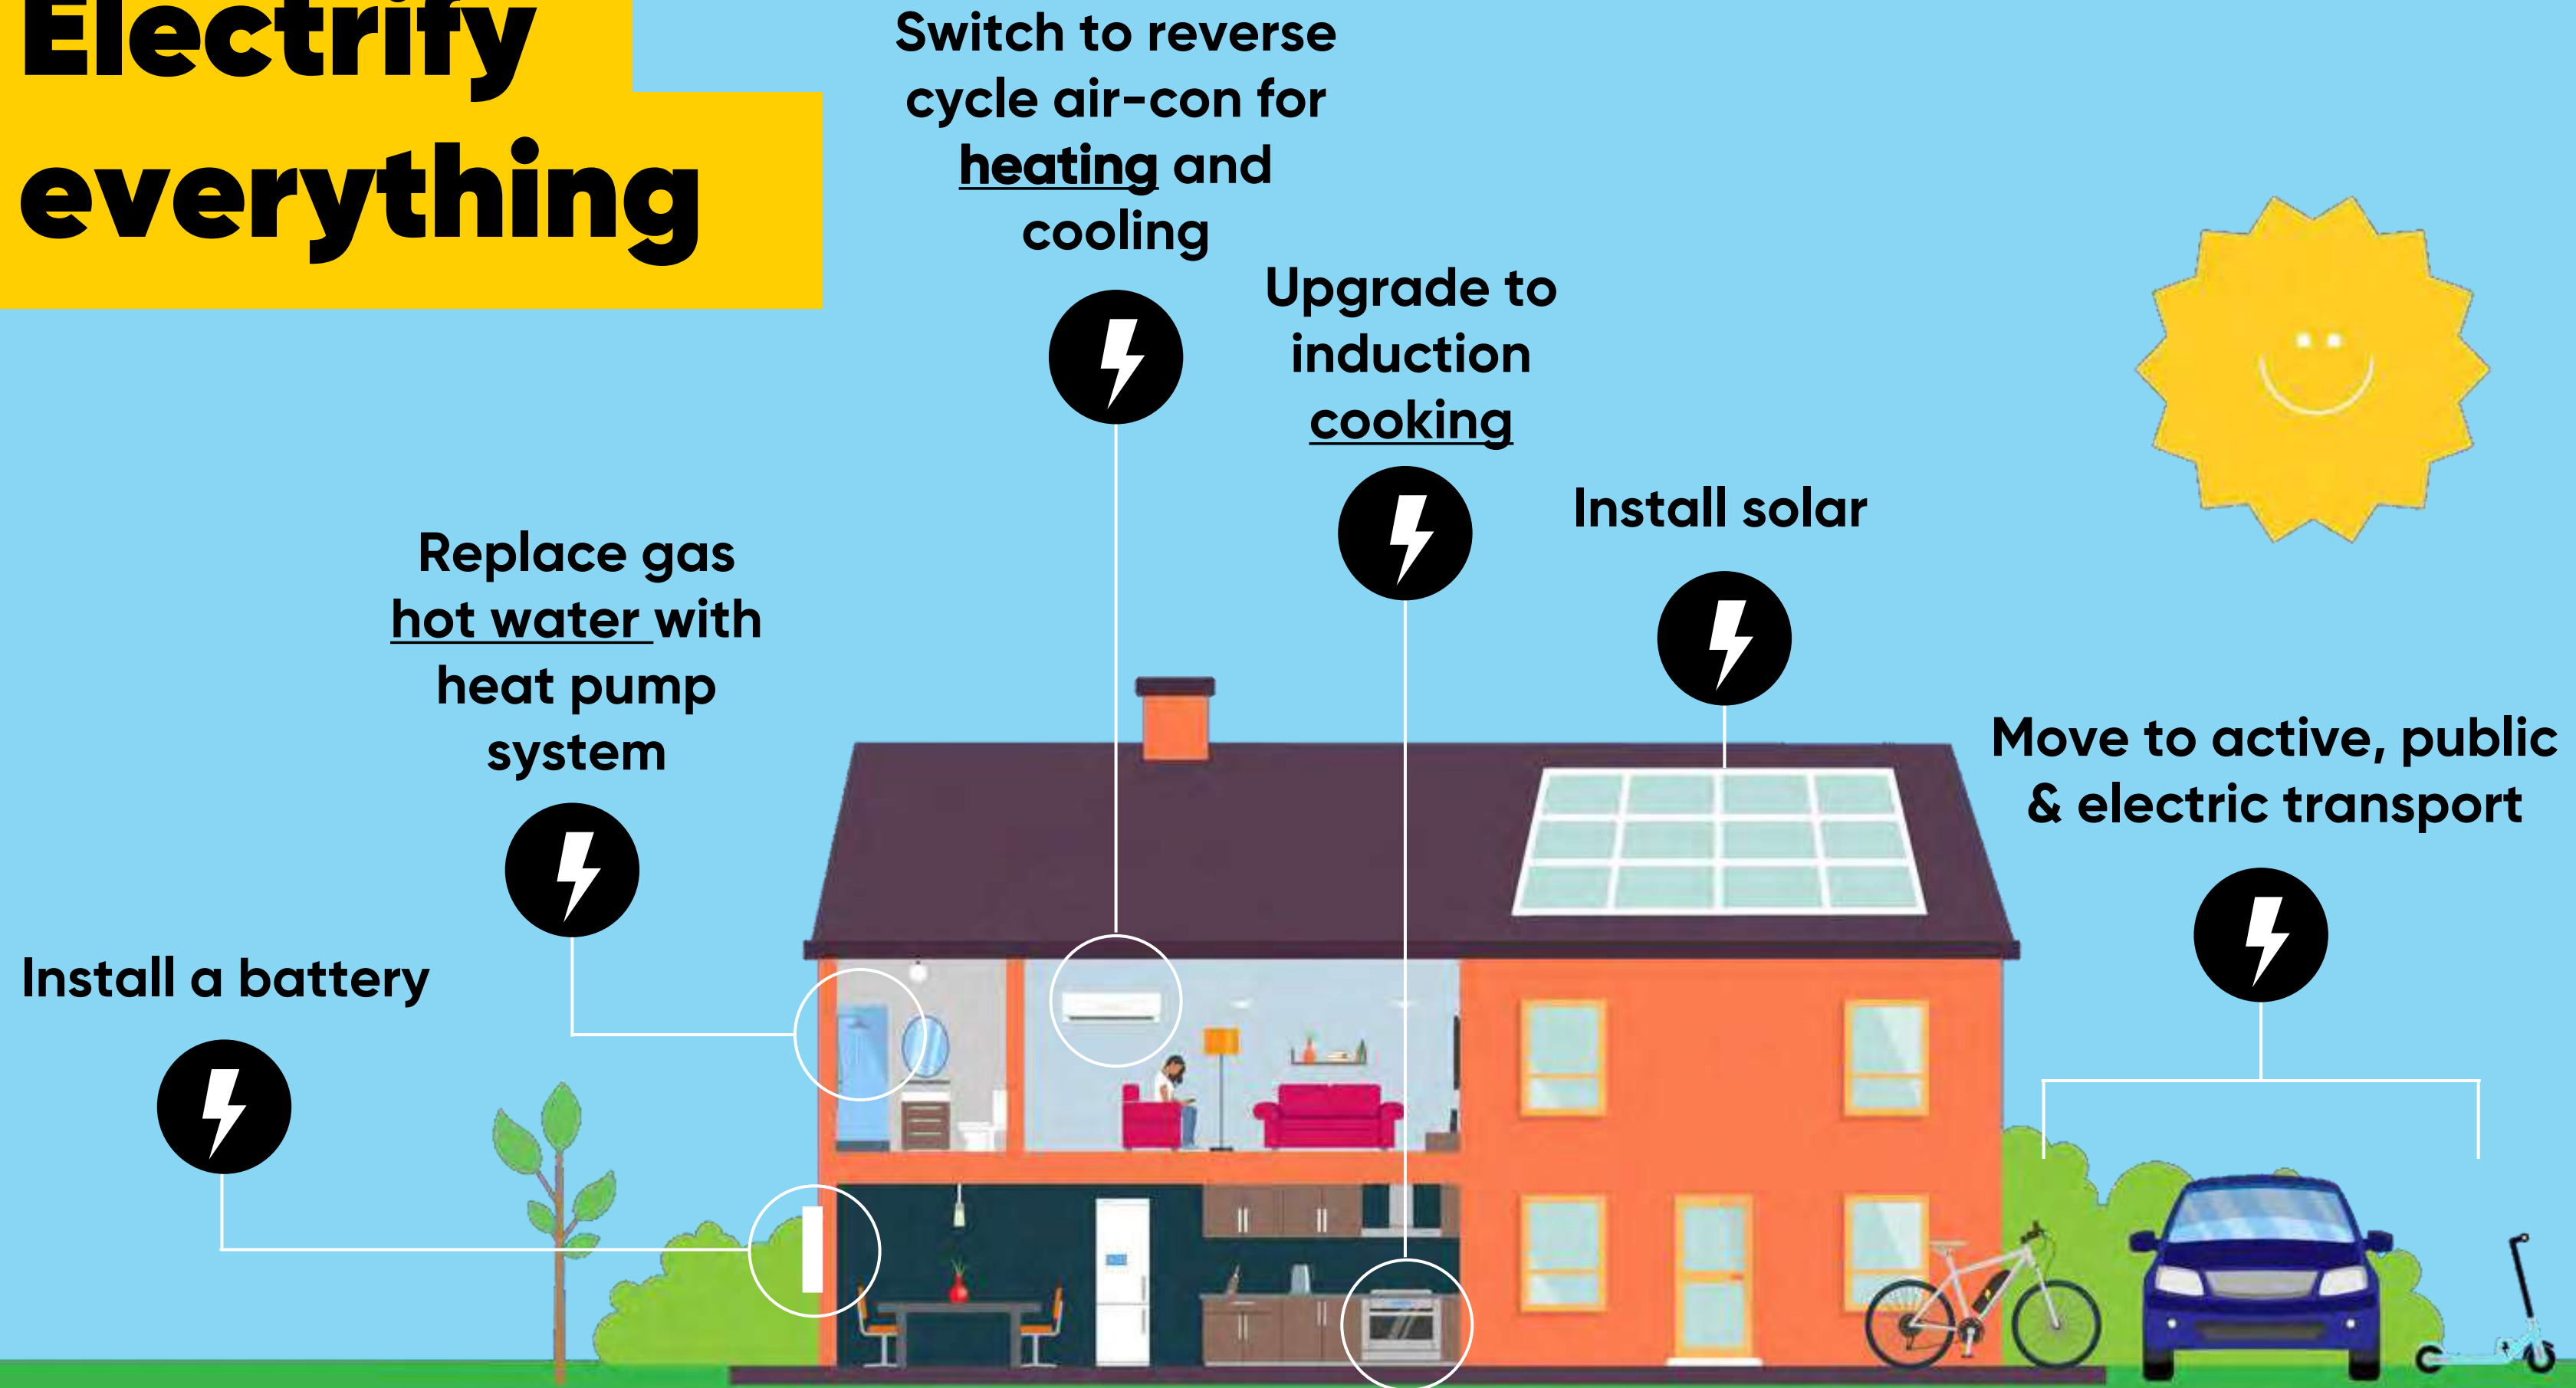 Electrify
everything
Switch to reverse
cycle air-con for
heating and
cooling
Upgrade to
induction
cooking
Install solar
Replace gas
hot water with
heat pump
system
Move to active, public
& electric transport
Install a battery